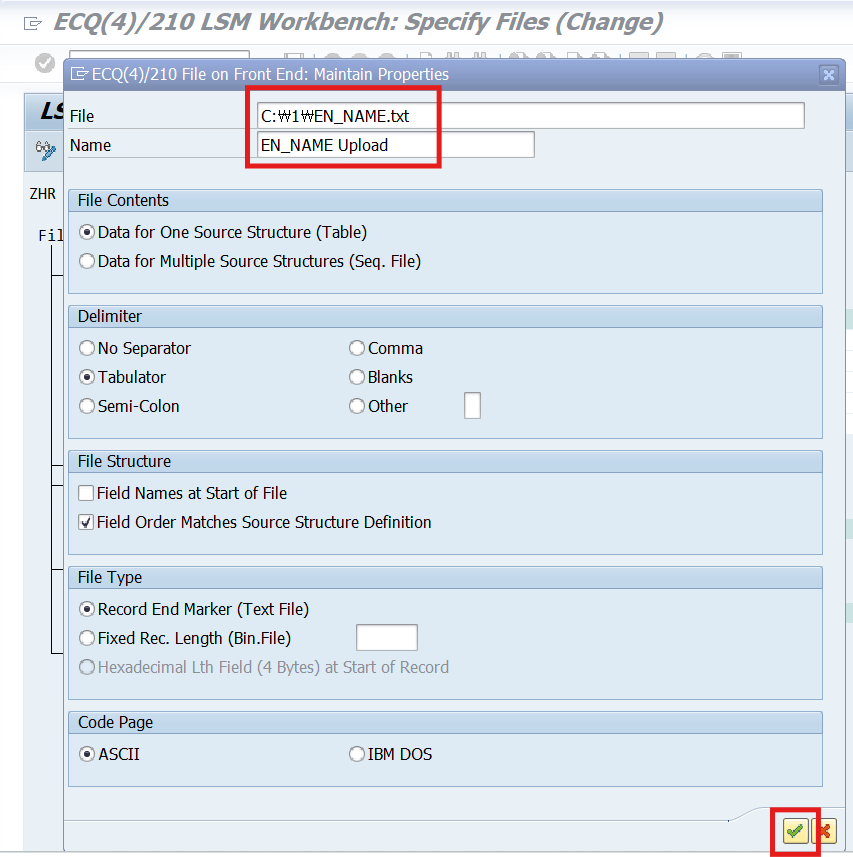 ECQ(4)/210 LSM Workbench: Specify Files (Change)
ECQ(4)/210 File on Front End: Maintain Properties
LS
File C:₩1₩EN_NAME.txt
Name EN_NAME Upload
ZHR
File Contents
Fil
Data for One Source Structure (Table)
Data for Multiple Source Structures (Seq. File)
Delimiter
No Separator Comma
Tabulator Blanks
Semi-Colon Other
File Structure
Field Names at Start of File
Field Order Matches Source Structure Definition
File Type
Record End Marker (Text File)
Fixed Rec. Length (Bin.File)
Hexadecimal Lth Field (4 Bytes) at Start of Record
Code Page
ASCII IBM DOS